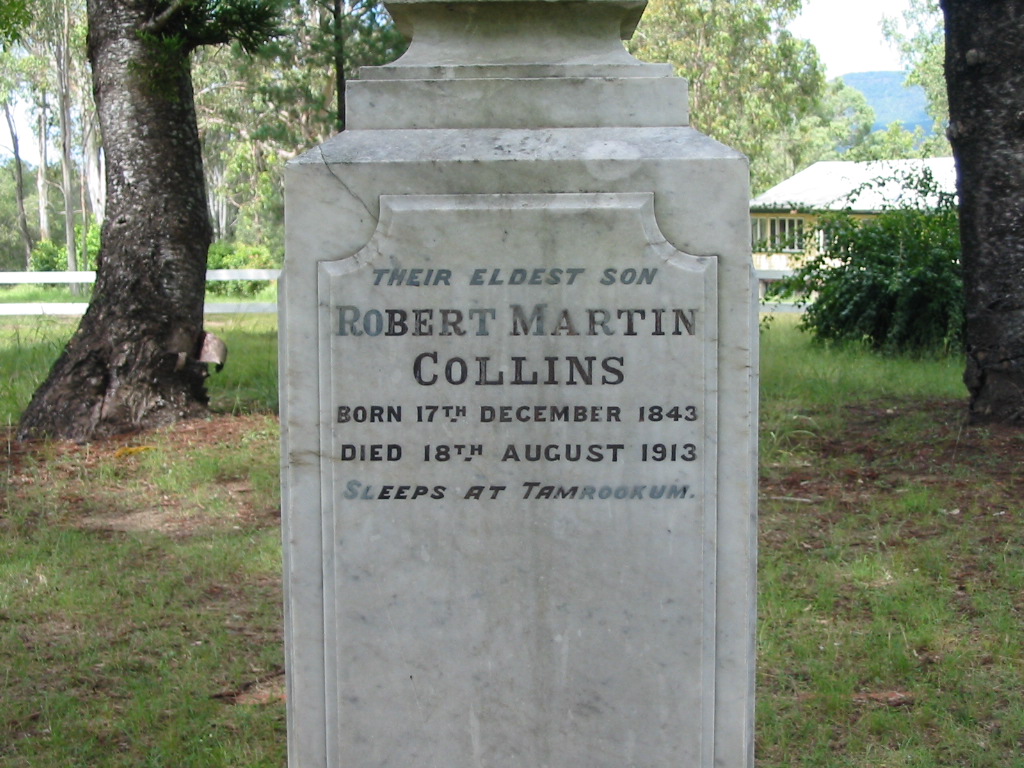 THEIR ELDEST SON
ROBERT MARTIN
COLLINS
BORN 17TH DECEMBER 1843
DIED 18TH AUGUST 1913
SLEEPS AT TAMROOKUM.